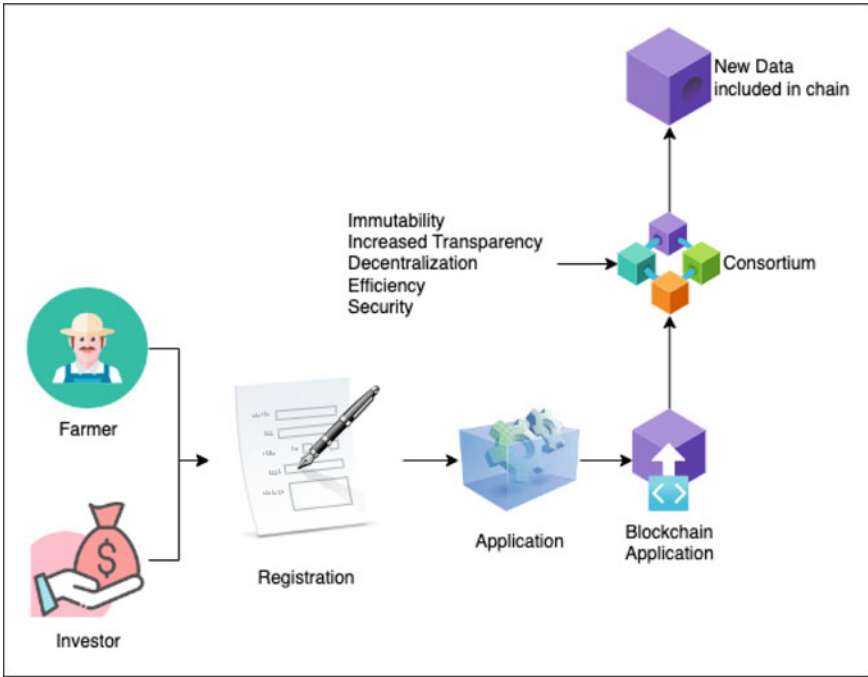 New Data
included in chain
Immutability
Increased Transparency
Decentralization
Efficiency
Security
Consortium
Farmer
$
Investor
Registration
Application
< >
Blockchain
Application